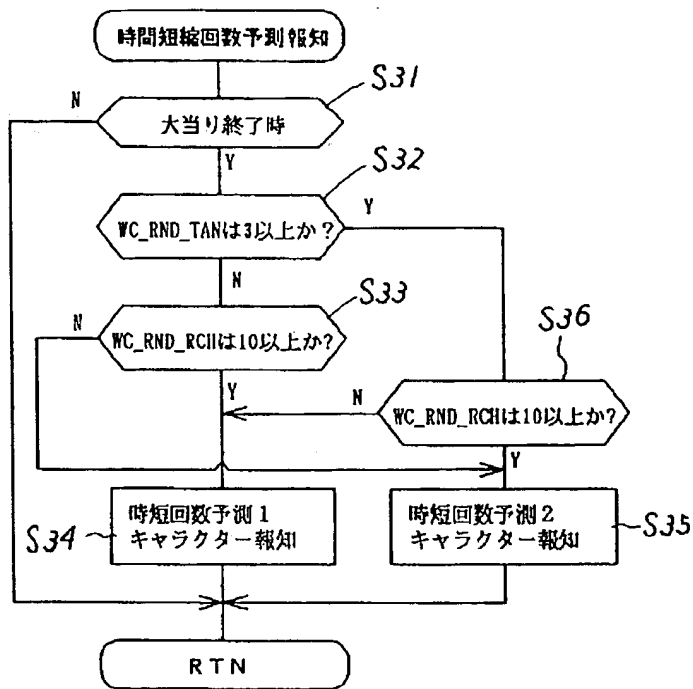 時間短縮回数予測報知
S31
N
大当り終了時
Y
S32
WC_RND_TANは3以上か?
Y
N
S33
N
WC_RND_RCHは10以上か?
S36
Y
N
WC_RND_RCHは10以上か?
Y
時短回数予測1
キャラクター報知
S34
時短回数予測2
キャラクター報知
S35
RTN